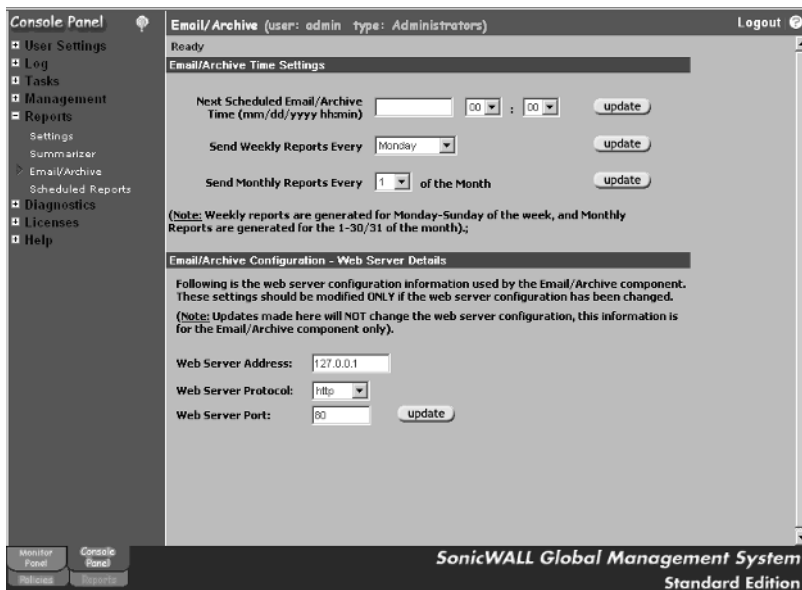 Console Panel
User Settings
Log
Tasks
Management
Reports
Settings
Summarizer
Email/Archive
Scheduled Reports
Diagnostics
Licenses
Help
Email/Archive (user: admin type: Administrators)
Logout ?
Ready
Email/Archive Time Settings
Next Scheduled Email/Archive
Time (mm/dd/yyyy hh:min)
00 : 00 update
Send Weekly Reports Every Monday update
Send Monthly Reports Every 1 of the Month update
(Note: Weekly reports are generated for Monday-Sunday of the week, and Monthly
Reports are generated for the 1-30/31 of the month).;
Email/Archive Configuration - Web Server Details
Following is the web server configuration information used by the Email/Archive component.
These settings should be modified ONLY if the web server configuration has been changed.
(Note: Updates made here will NOT change the web server configuration, this information is
for the Email/Archive component only).
Web Server Address: 127.0.0.1
Web Server Protocol: http
Web Server Port: 80 update
Monitor Panel
Console Panel
Policies
Reports
SonicWALL Global Management System
Standard Edition